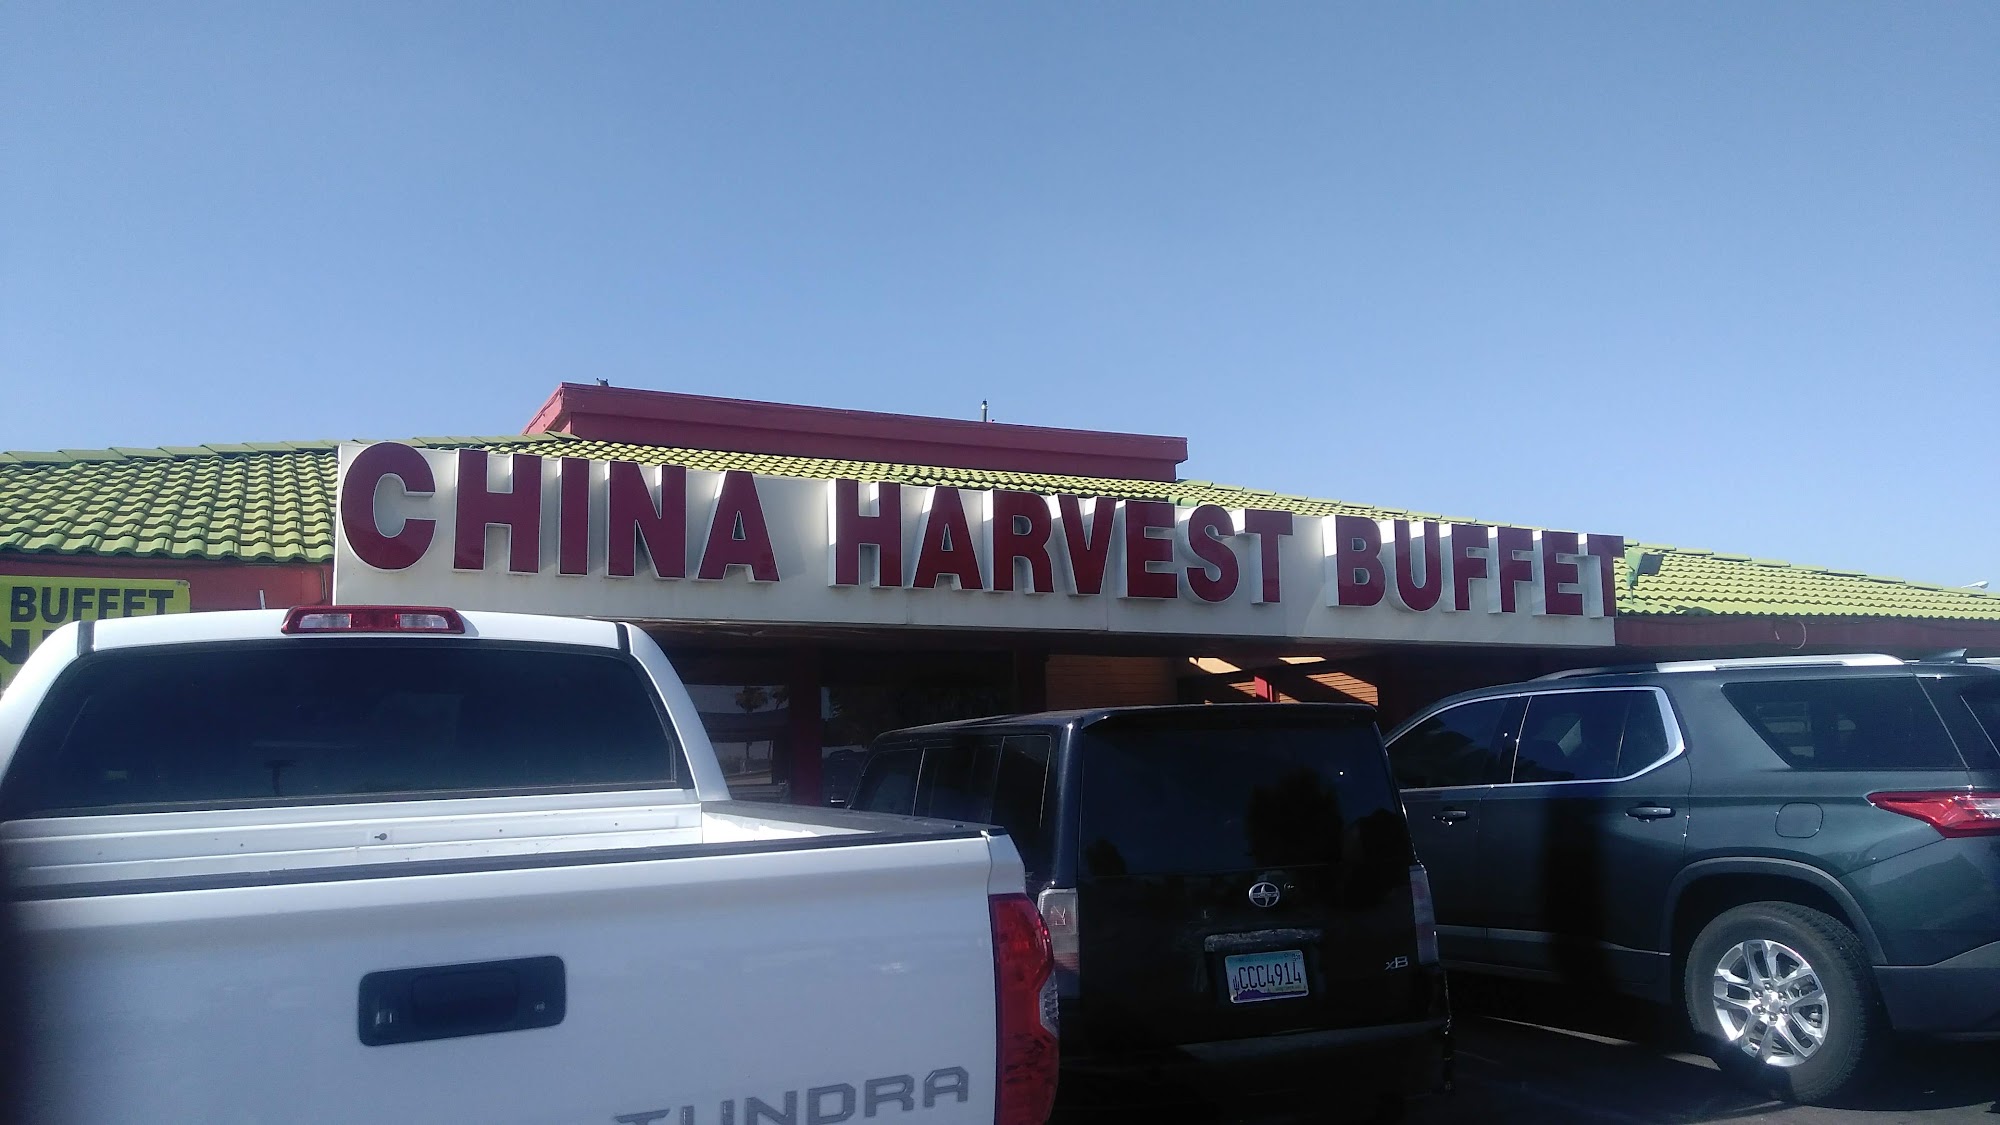 CHINA HARVEST BUFFET
BUFFET
TUNDRA
CCC4914
xB